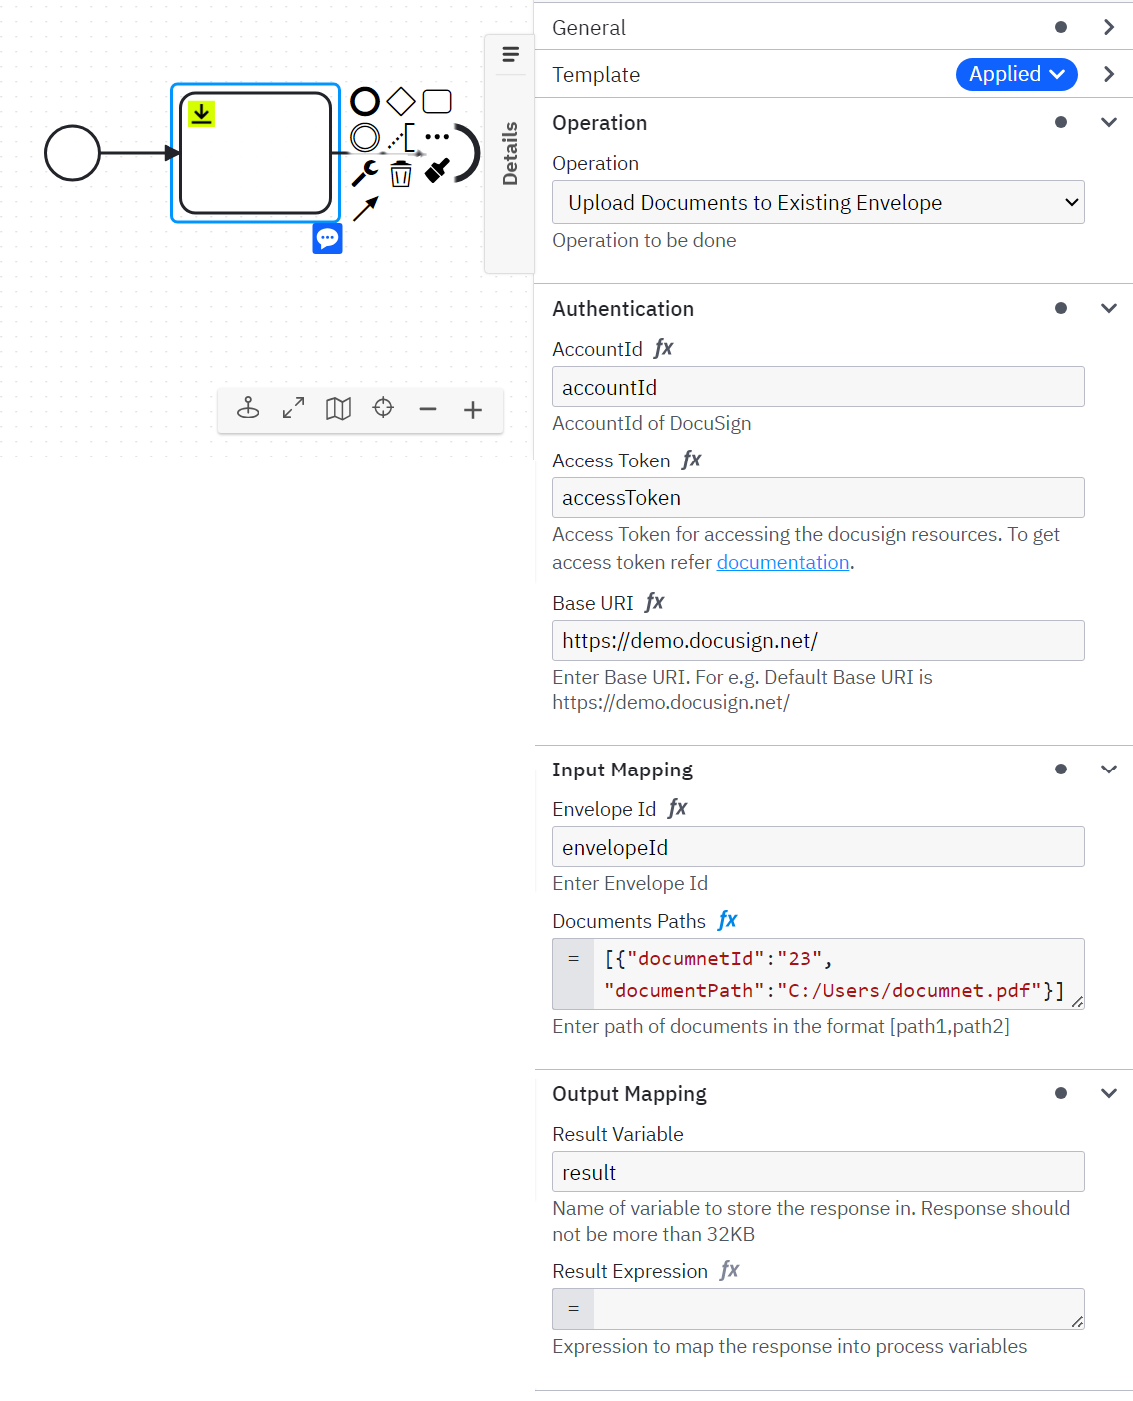 General
Template
Applied
Operation
Operation
Upload Documents to Existing Envelope
Operation to be done
Details
Authentication
AccountId fx
accountId
AccountId of DocuSign
Access Token fx
accessToken
Access Token for accessing the docusign resources. To get
access token refer documentation.
Base URI fx
https://demo.docusign.net/
Enter Base URI. For e.g. Default Base URI is
https://demo.docusign.net/
Input Mapping
Envelope Id fx
envelopeId
Enter Envelope Id
Documents Paths fx
= [{"documnetId":"23",
"documentPath":"C:/Users/documnet.pdf"}]
Enter path of documents in the format [path1,path2]
Output Mapping
Result Variable
result
Name of variable to store the response in. Response should
not be more than 32KB
Result Expression fx
=
Expression to map the response into process variables